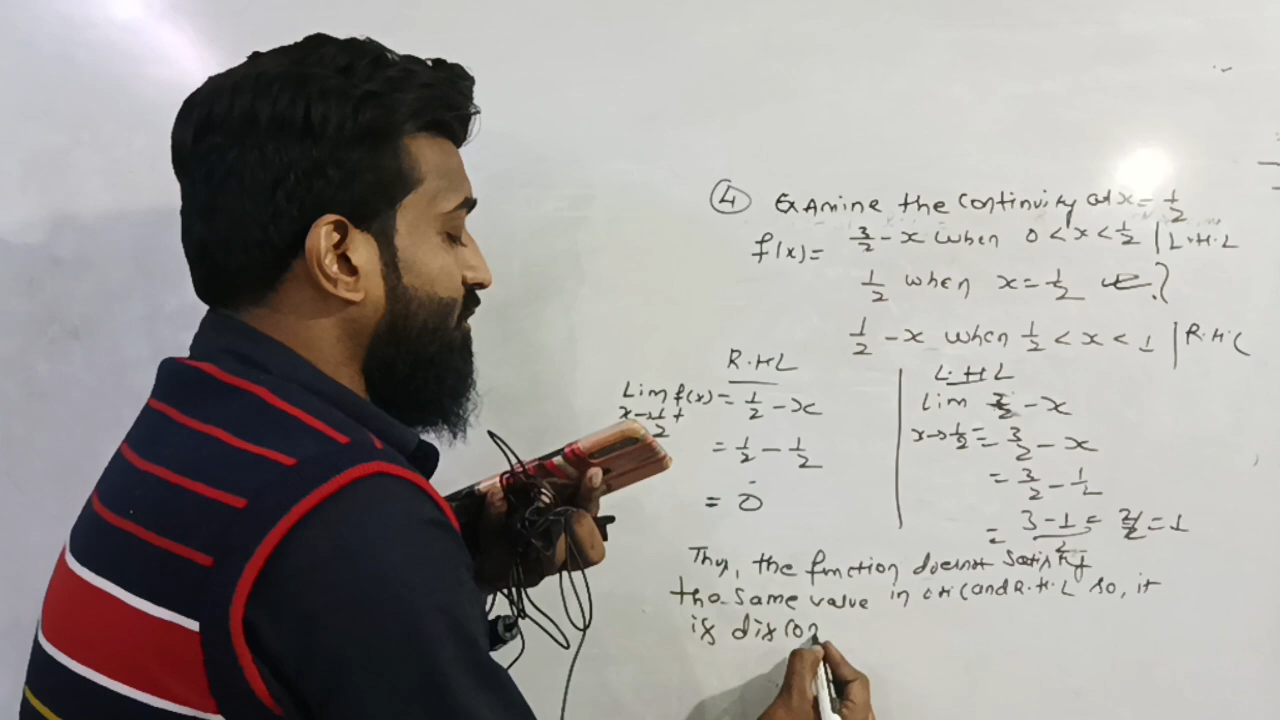 ④ Examine the continuity at x = 1/2
f(x) = 3/2 - x when 0 < x < 1/2 | L.H.L
1/2 when x = 1/2
1/2 - x when 1/2 < x < 1 | R.H.L
R.H.L
Lim x→1/2+ f(x) = 1/2 - x
= 1/2 - 1/2
= 0
L.H.L
Lim x→1/2- 3/2 - x
= 3/2 - x
= 3/2 - 1/2
= 3-1/2 = 2/2 = 1
Thus, the function doesnot satisfy
the same value in LHL and R.H.L so, it
is discon